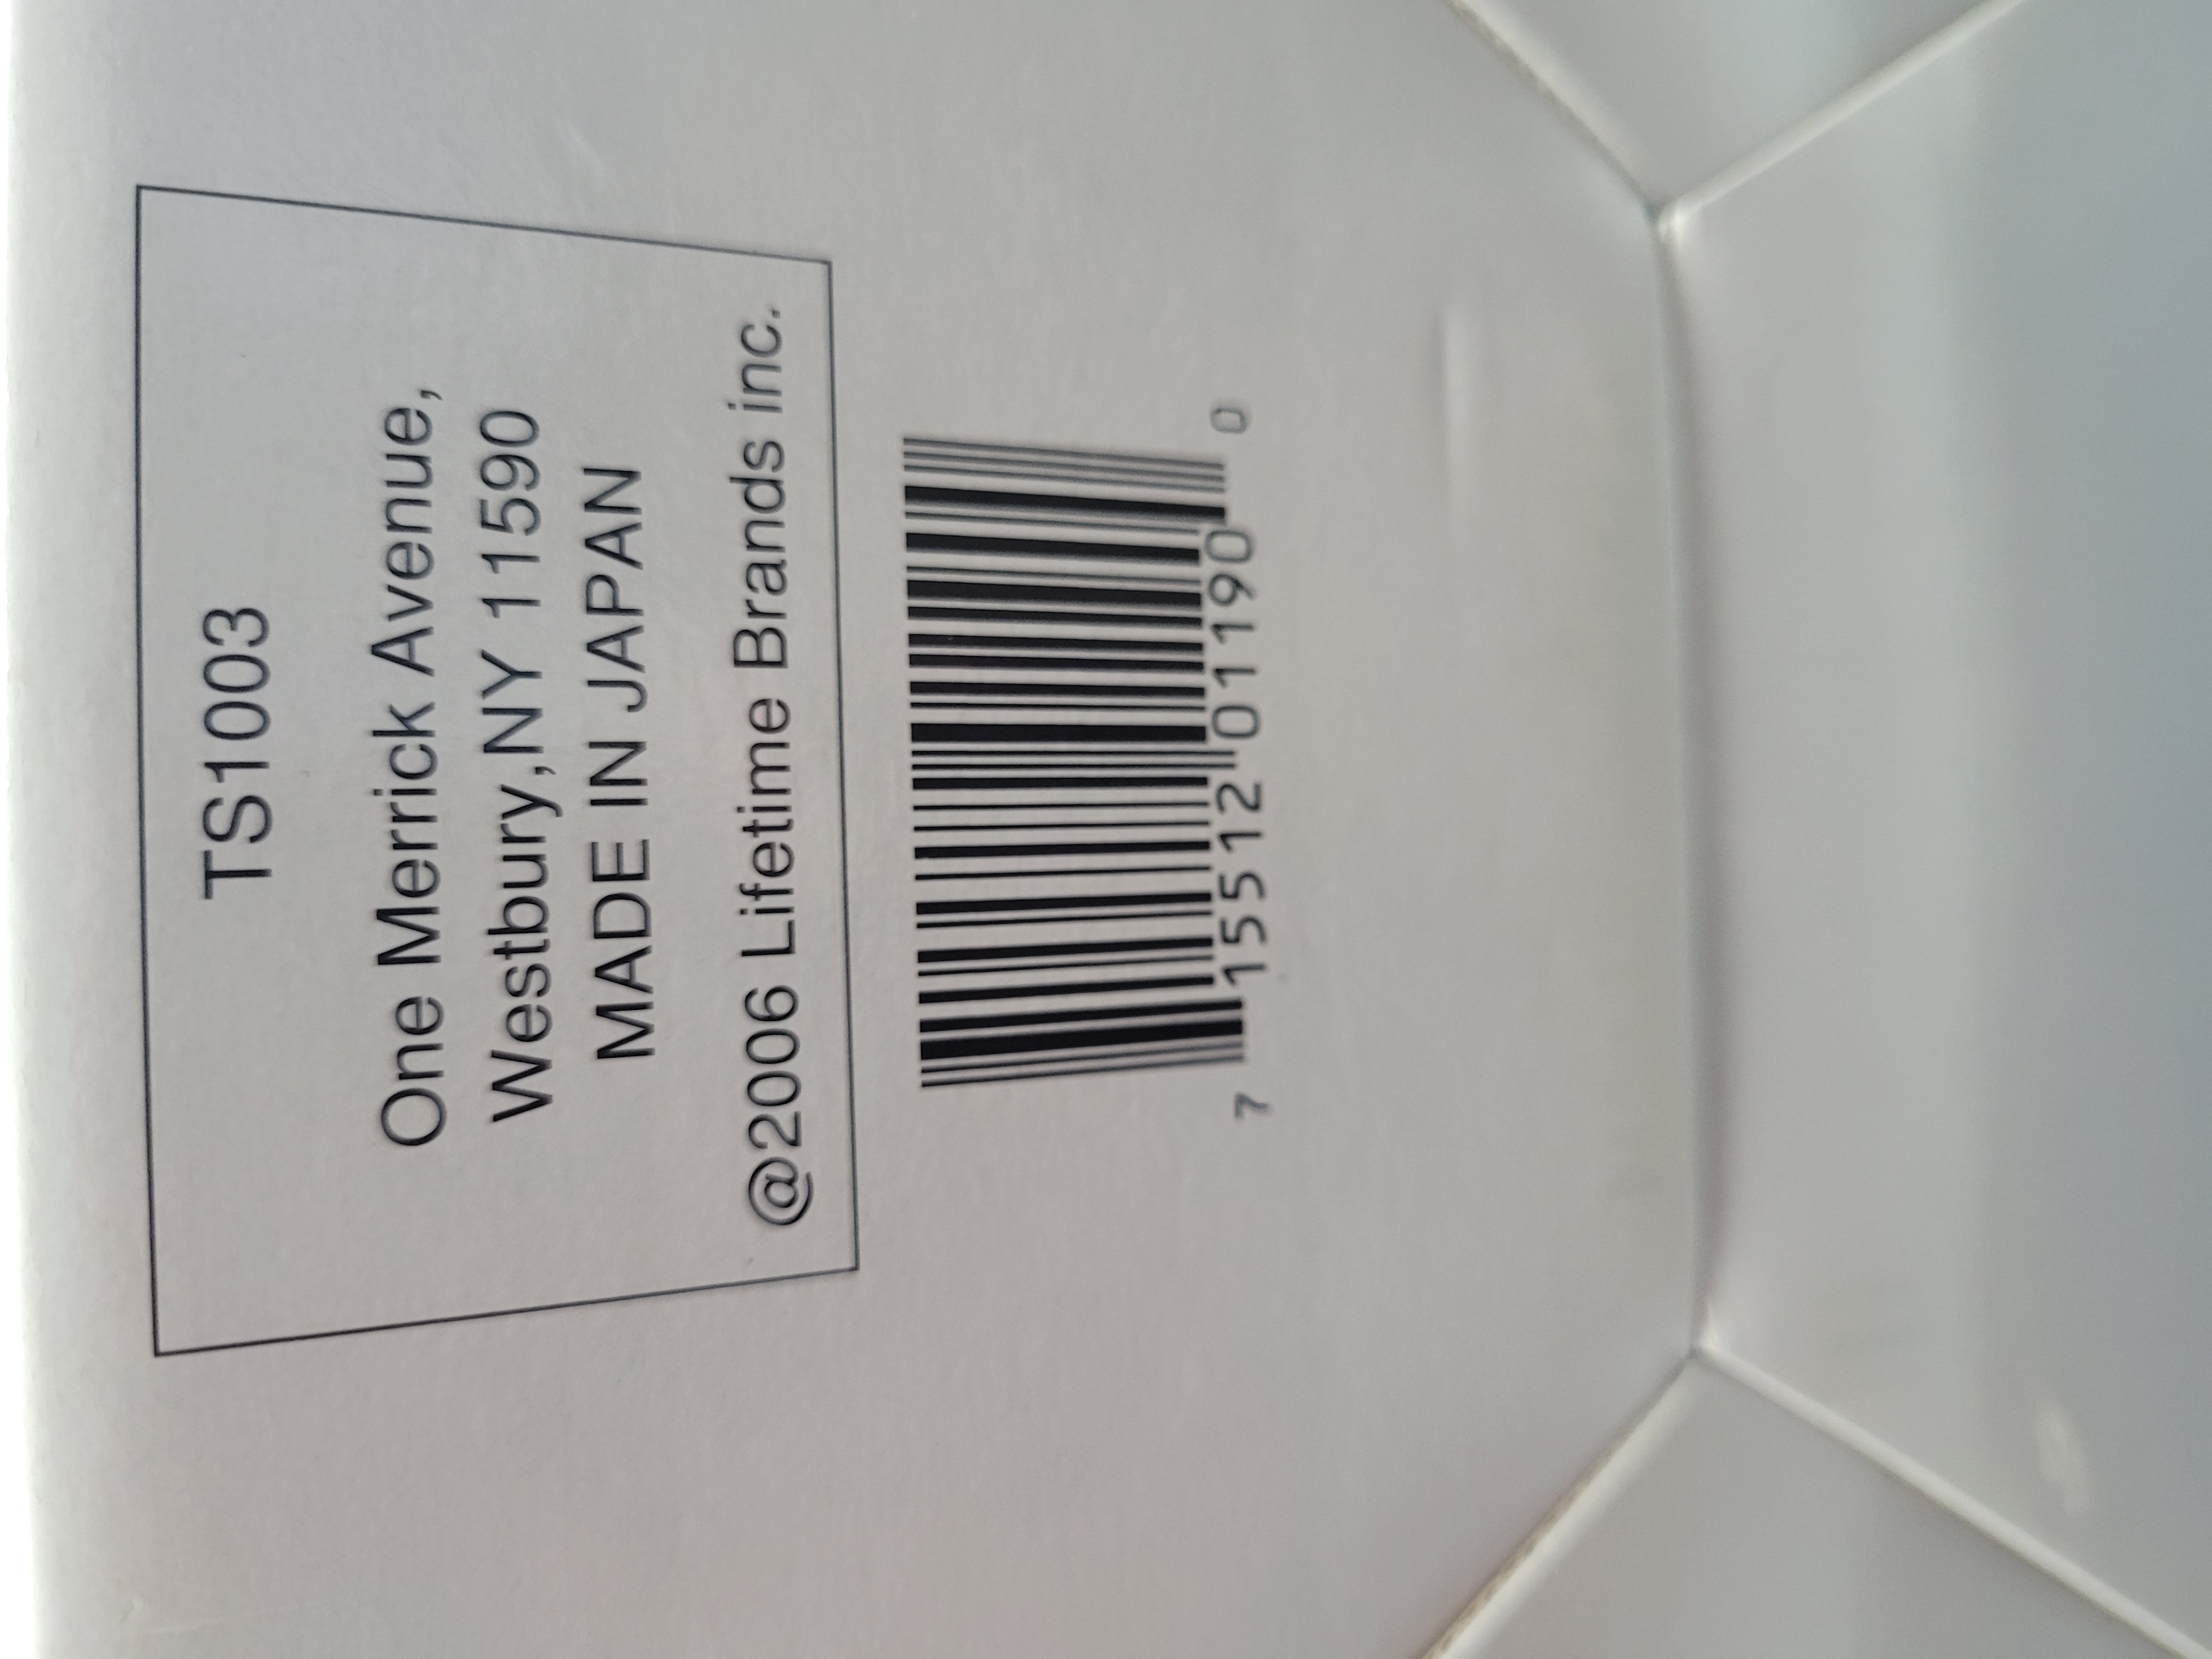 TS1003
One Merrick Avenue,
Westbury,NY 11590
MADE IN JAPAN
@2006 Lifetime Brands inc.
7 15512 01190 0